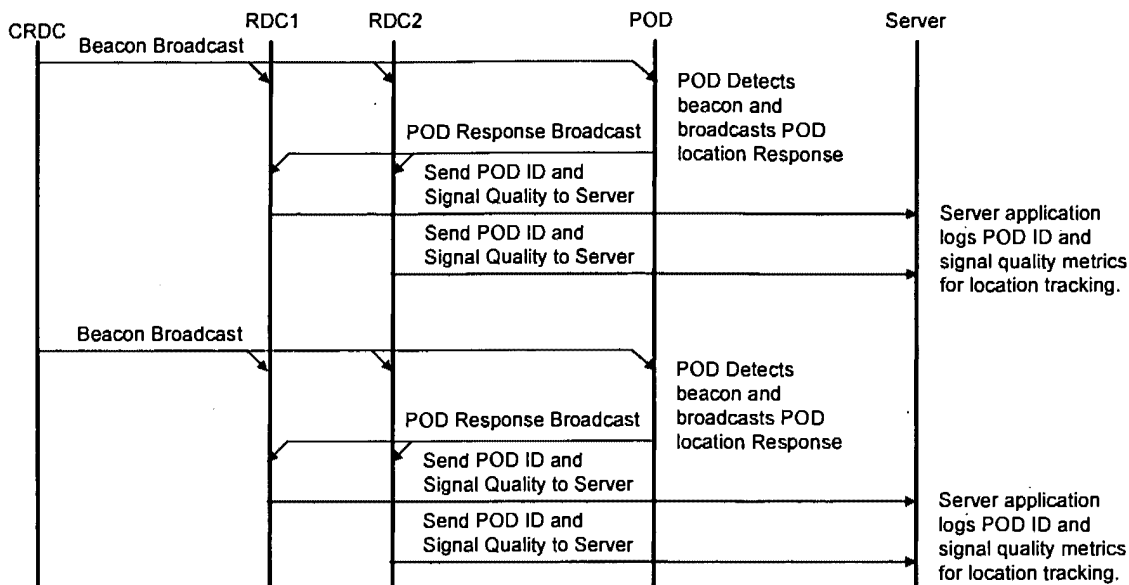 CRDC
RDC1
RDC2
POD
Server
Beacon Broadcast
POD Detects
beacon and
broadcasts POD
location Response
POD Response Broadcast
Send POD ID and
Signal Quality to Server
Send POD ID and
Signal Quality to Server
Server application
logs POD ID and
signal quality metrics
for location tracking.
Beacon Broadcast
POD Detects
beacon and
broadcasts POD
location Response
POD Response Broadcast
Send POD ID and
Signal Quality to Server
Send POD ID and
Signal Quality to Server
Server application
logs POD ID and
signal quality metrics
for location tracking.